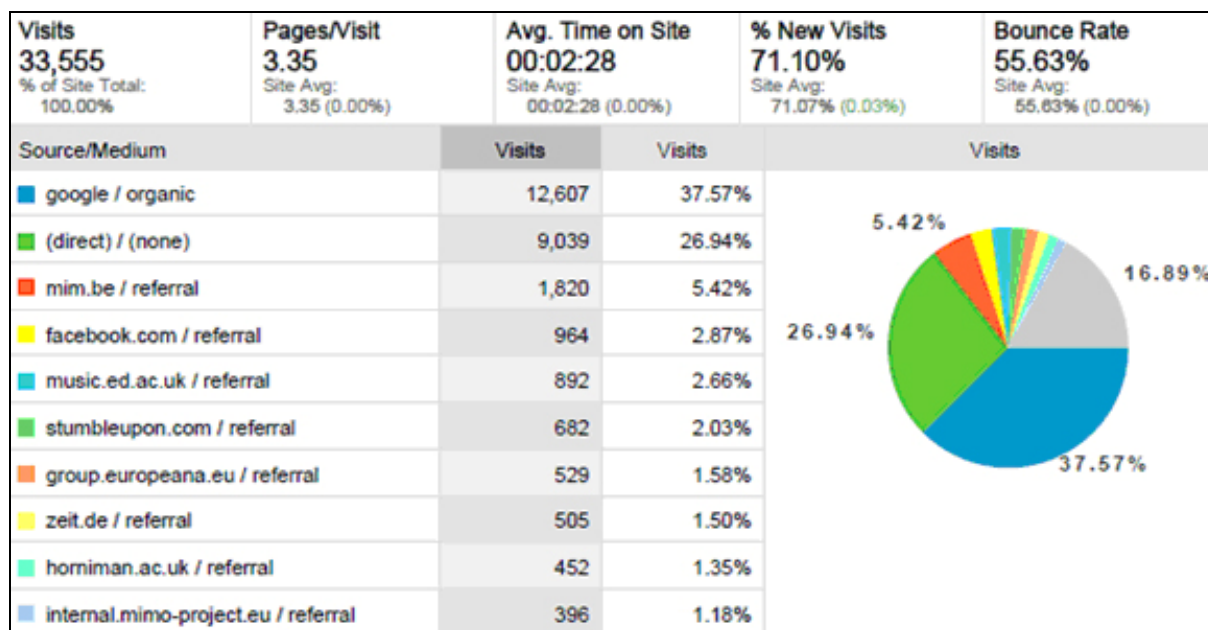 Visits
33,555
% of Site Total:
100.00%
Pages/Visit
3.35
Site Avg:
3.35 (0.00%)
Avg. Time on Site
00:02:28
Site Avg:
00:02:28 (0.00%)
% New Visits
71.10%
Site Avg:
71.07% (0.03%)
Bounce Rate
55.63%
Site Avg:
55.63% (0.00%)
Source/Medium Visits Visits Visits
google / organic 12,607 37.57%
(direct) / (none) 9,039 26.94%
mim.be / referral 1,820 5.42%
facebook.com / referral 964 2.87%
music.ed.ac.uk / referral 892 2.66%
stumbleupon.com / referral 682 2.03%
group.europeana.eu / referral 529 1.58%
zeit.de / referral 505 1.50%
horniman.ac.uk / referral 452 1.35%
internal.mimo-project.eu / referral 396 1.18%
5.42%
16.89%
26.94%
37.57%